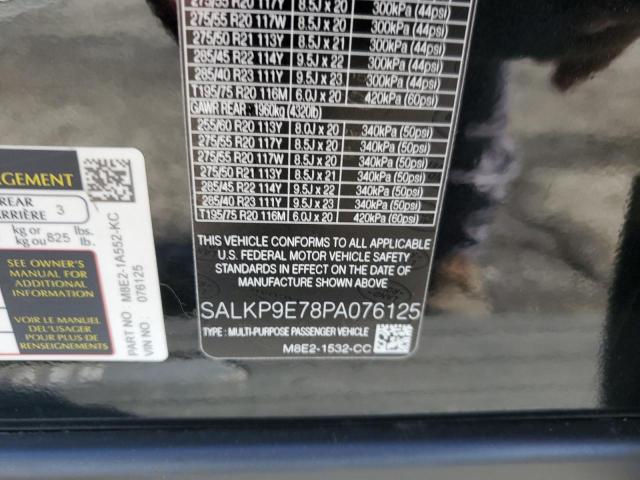 275/55 R20 117Y 8.5J x 20 300kPa (44psi)
275/55 R20 117W 8.5J x 20 300kPa (44psi)
275/50 R21 113Y 8.5J x 21 300kPa (44psi)
285/45 R22 114Y 9.5J x 22 300kPa (44psi)
285/40 R23 111Y 9.5J x 23 300kPa (44psi)
T195/75 R20 116M 6.0J x 20 420kPa (60psi)
GAWR REAR : 1960kg (4320lb)
255/60 R20 113Y 8.0J x 20 340kPa (50psi)
275/55 R20 117Y 8.5J x 20 340kPa (50psi)
275/55 R20 117W 8.5J x 20 340kPa (50psi)
275/50 R21 113Y 8.5J x 21 340kPa (50psi)
285/45 R22 114Y 9.5J x 22 340kPa (50psi)
285/40 R23 111Y 9.5J x 23 340kPa (50psi)
T195/75 R20 116M 6.0J x 20 420kPa (60psi)
THIS VEHICLE CONFORMS TO ALL APPLICABLE
U.S. FEDERAL MOTOR VEHICLE SAFETY
STANDARDS IN EFFECT ON THE DATE OF
MANUFACTURE SHOWN ABOVE.
SALKP9E78PA076125
TYPE : MULTI-PURPOSE PASSENGER VEHICLE
M8E2-1532-CC
REAR
ARRIÈRE 3
kg or lbs.
kg ou 825 lb.
SEE OWNER'S
MANUAL FOR
ADDITIONAL
INFORMATION
VOIR LE MANUEL
DE L'USAGER
POUR PLUS DE
PART NO M8E2-1A552-KC
VIN NO : 076125